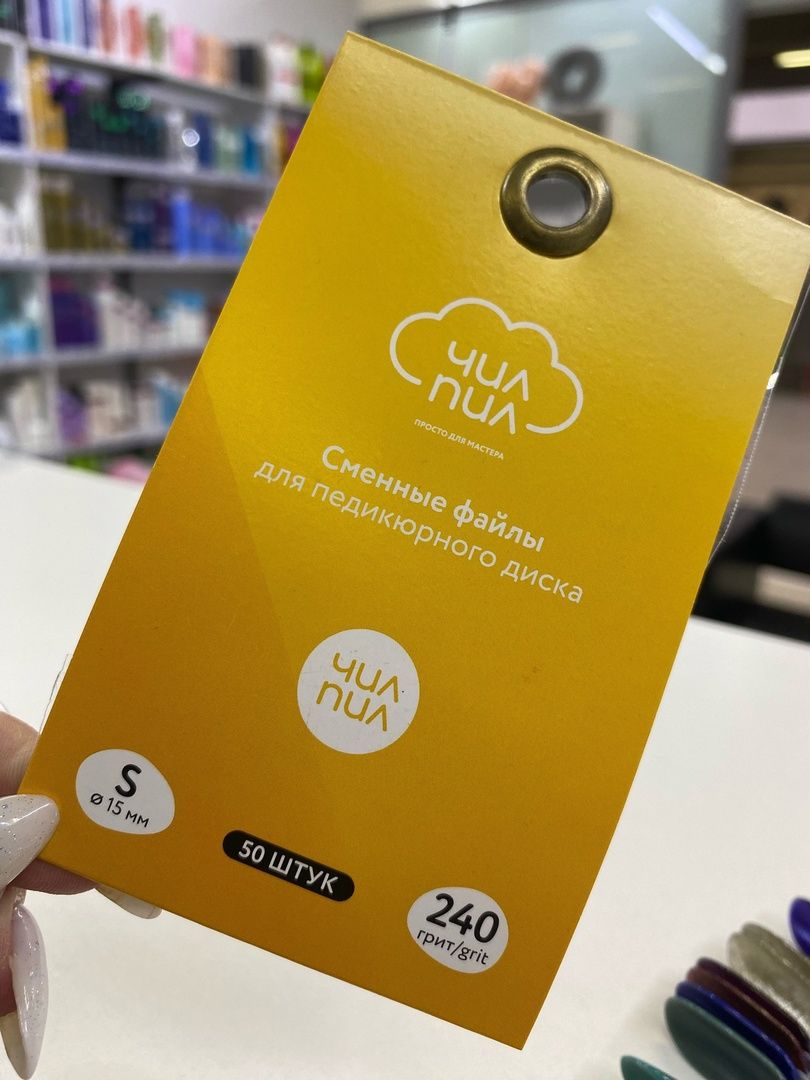 чил
пил
ПРОСТО ДЛЯ МАСТЕРА
Сменные файлы
для педикюрного диска
чил
пил
S
ø 15 мм
50 ШТУК
240
грит/grit